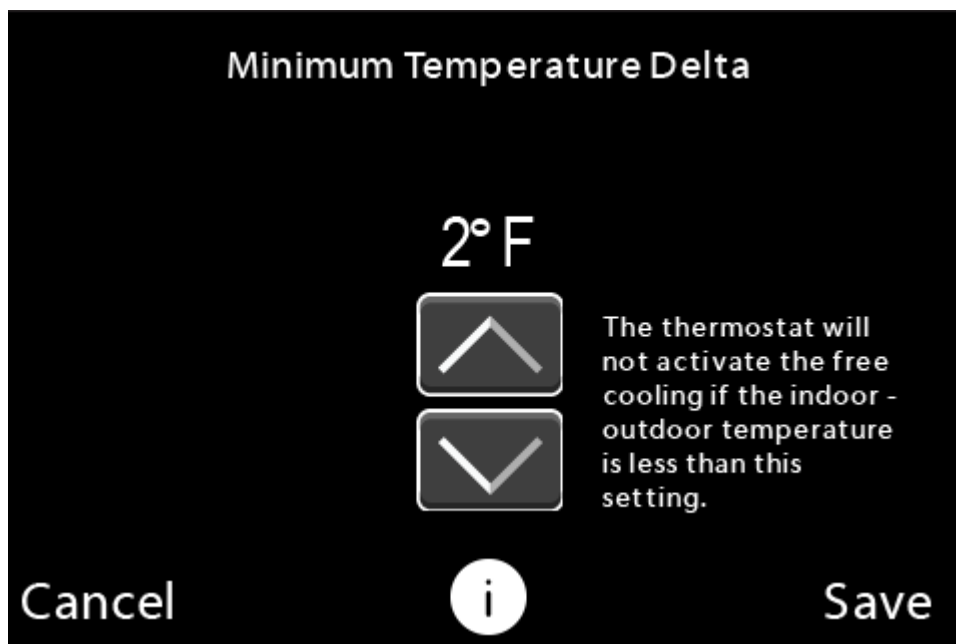 Minimum Temperature Delta
2° F
The thermostat will
not activate the free
cooling if the indoor -
outdoor temperature
is less than this
setting.
Cancel
i
Save